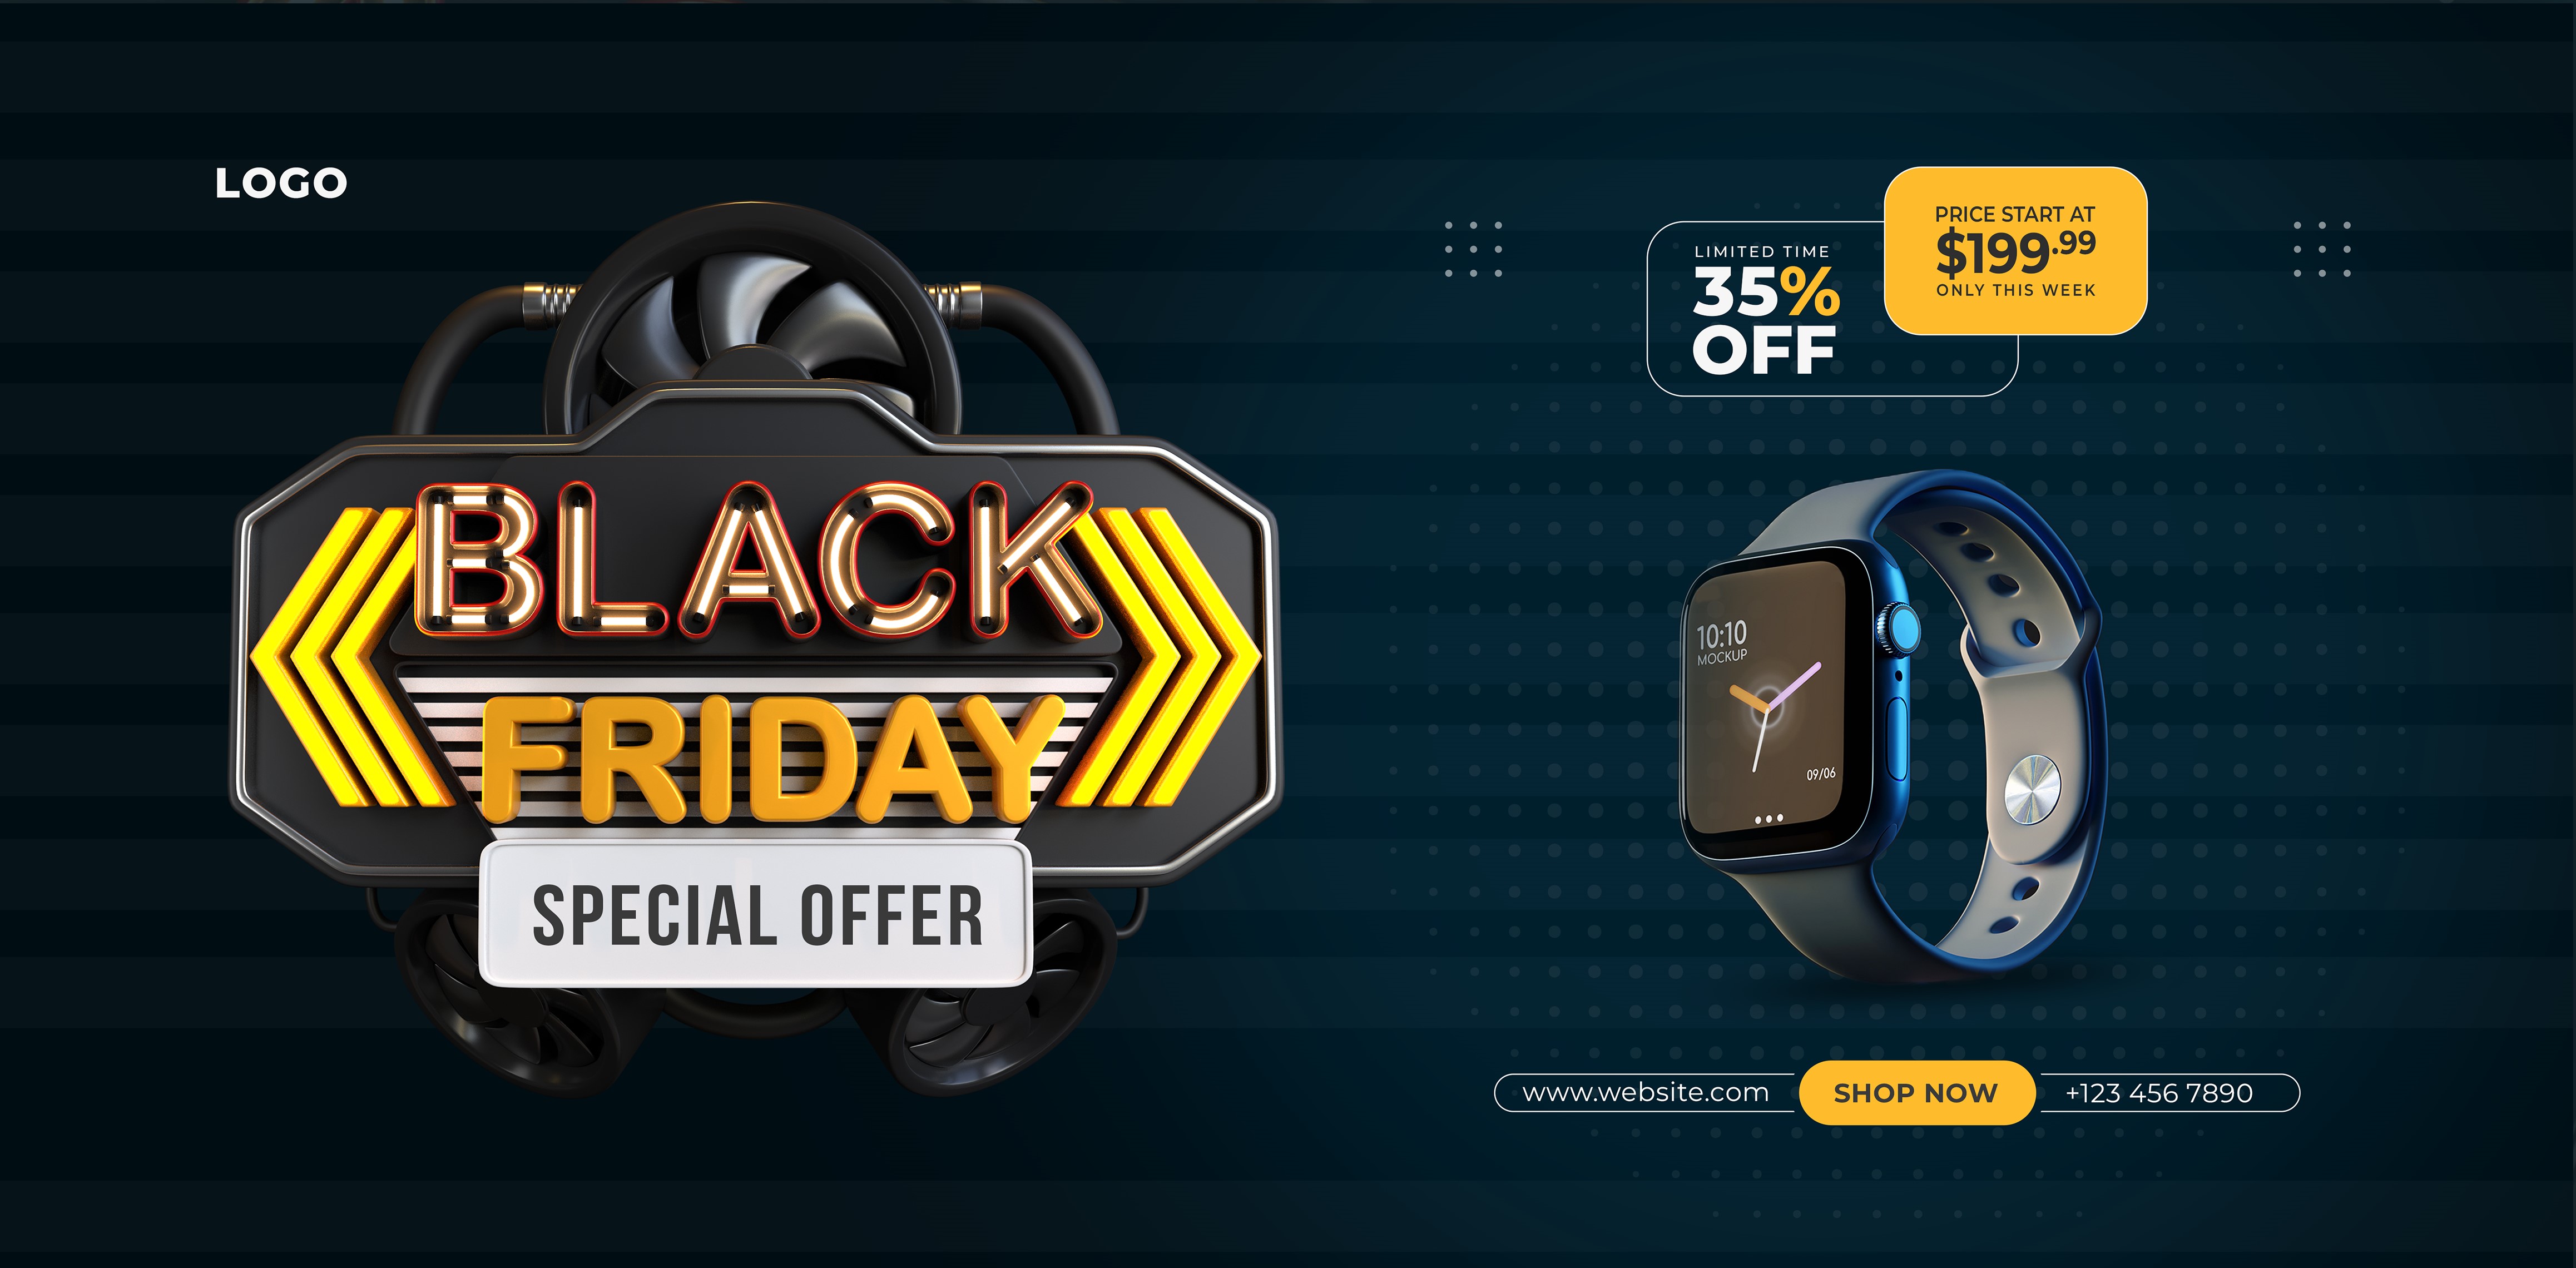 LOGO
BLACK
FRIDAY
SPECIAL OFFER
LIMITED TIME
35%
OFF
PRICE START AT
$199.99
ONLY THIS WEEK
10:10
MOCKUP
09/06
www.website.com
SHOP NOW
+123 456 7890